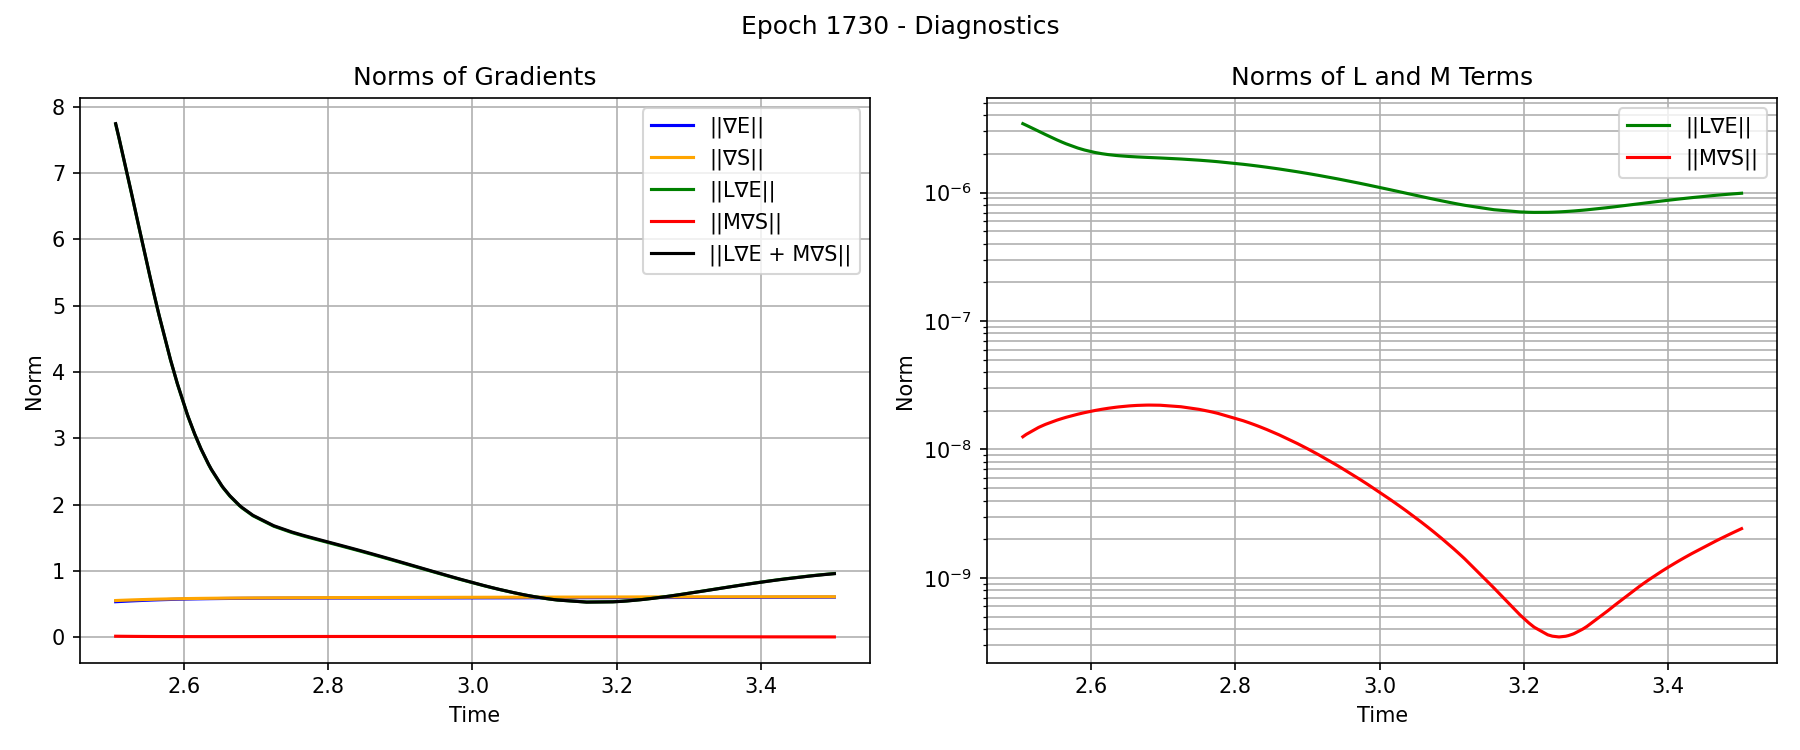 Epoch 1730 - Diagnostics
Norms of Gradients
8
7
6
5
4
3
2
1
0
Norm
2.6 2.8 3.0 3.2 3.4
Time
||∇E||
||∇S||
||L∇E||
||M∇S||
||L∇E + M∇S||
Norms of L and M Terms
10⁻⁶
10⁻⁷
10⁻⁸
10⁻⁹
Norm
2.6 2.8 3.0 3.2 3.4
Time
||L∇E||
||M∇S||